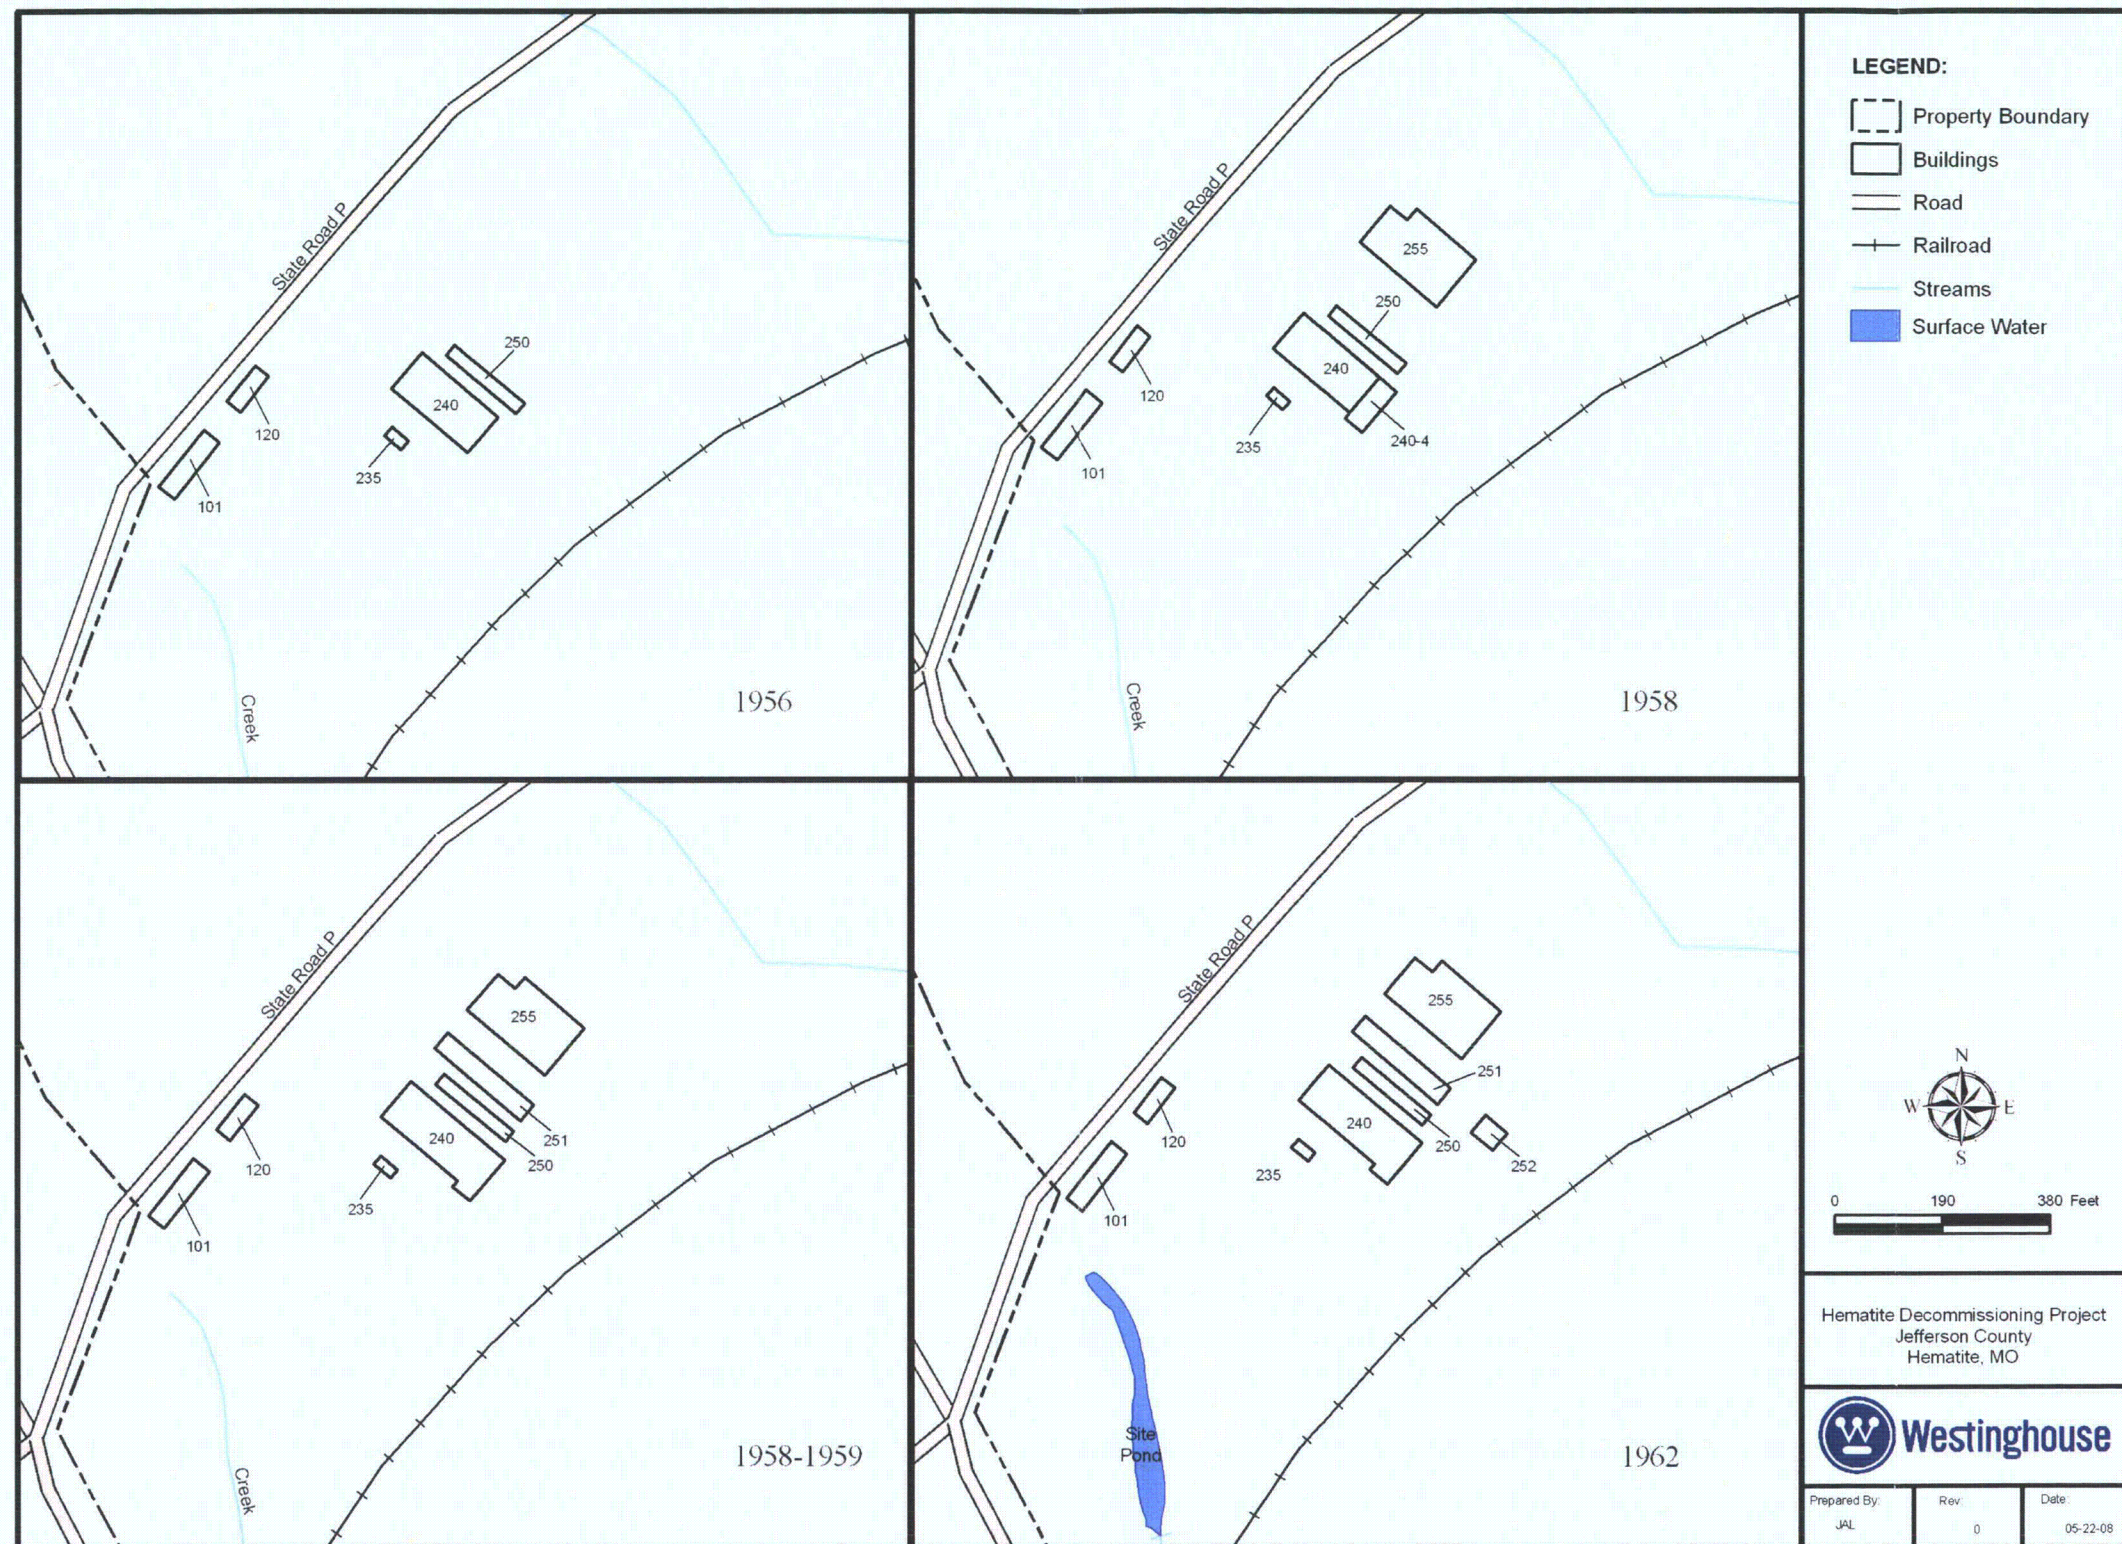 State Road P
250
240
120
235
101
Creek
1956
State Road P
255
250
240
120
240-4
235
101
Creek
1958
State Road P
255
251
240
250
120
235
101
Creek
1958-1959
State Road P
255
251
240
250
120
252
235
101
Site
Pond
1962
LEGEND:
Property Boundary
Buildings
Road
Railroad
Streams
Surface Water
N
W E
S
0 190 380 Feet
Hematite Decommissioning Project
Jefferson County
Hematite, MO
W
Westinghouse
Prepared By: Rev: Date:
JAL 0 05-22-08